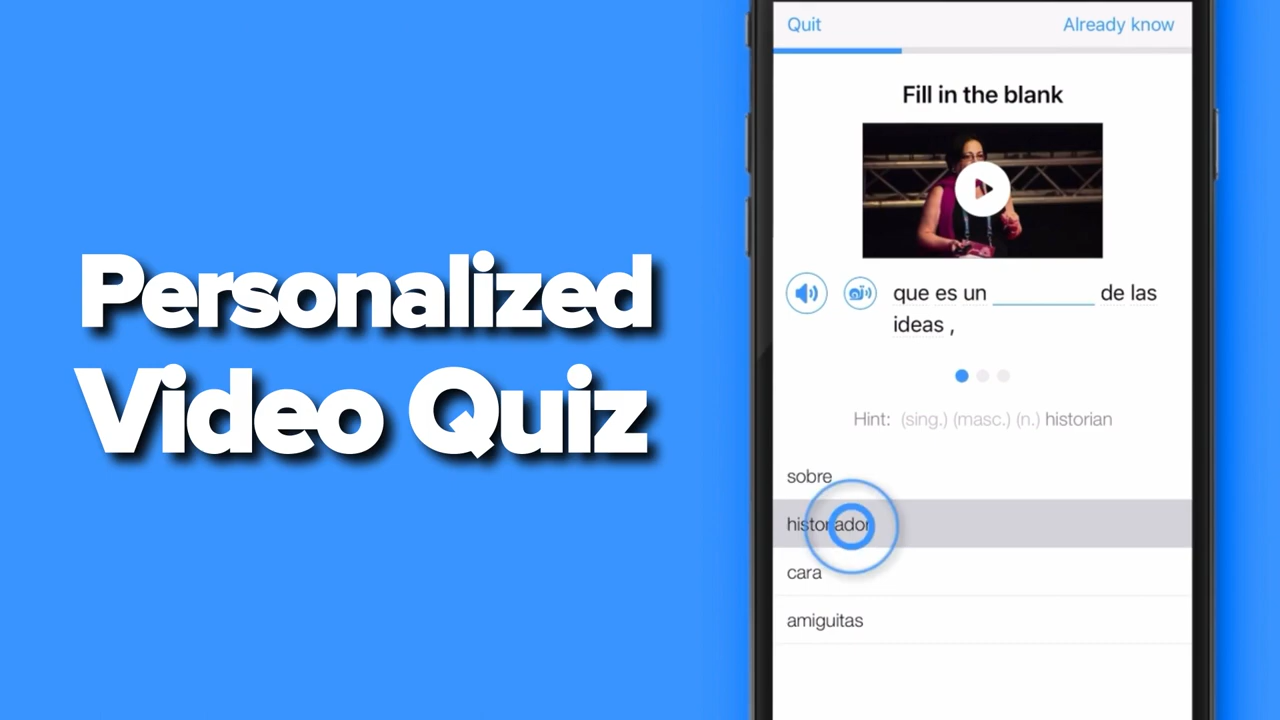 Personalized
Video Quiz
Quit
Already know
Fill in the blank
que es un __________ de las
ideas ,
Hint: (sing.) (masc.) (n.) historian
sobre
historiador
cara
amiguitas